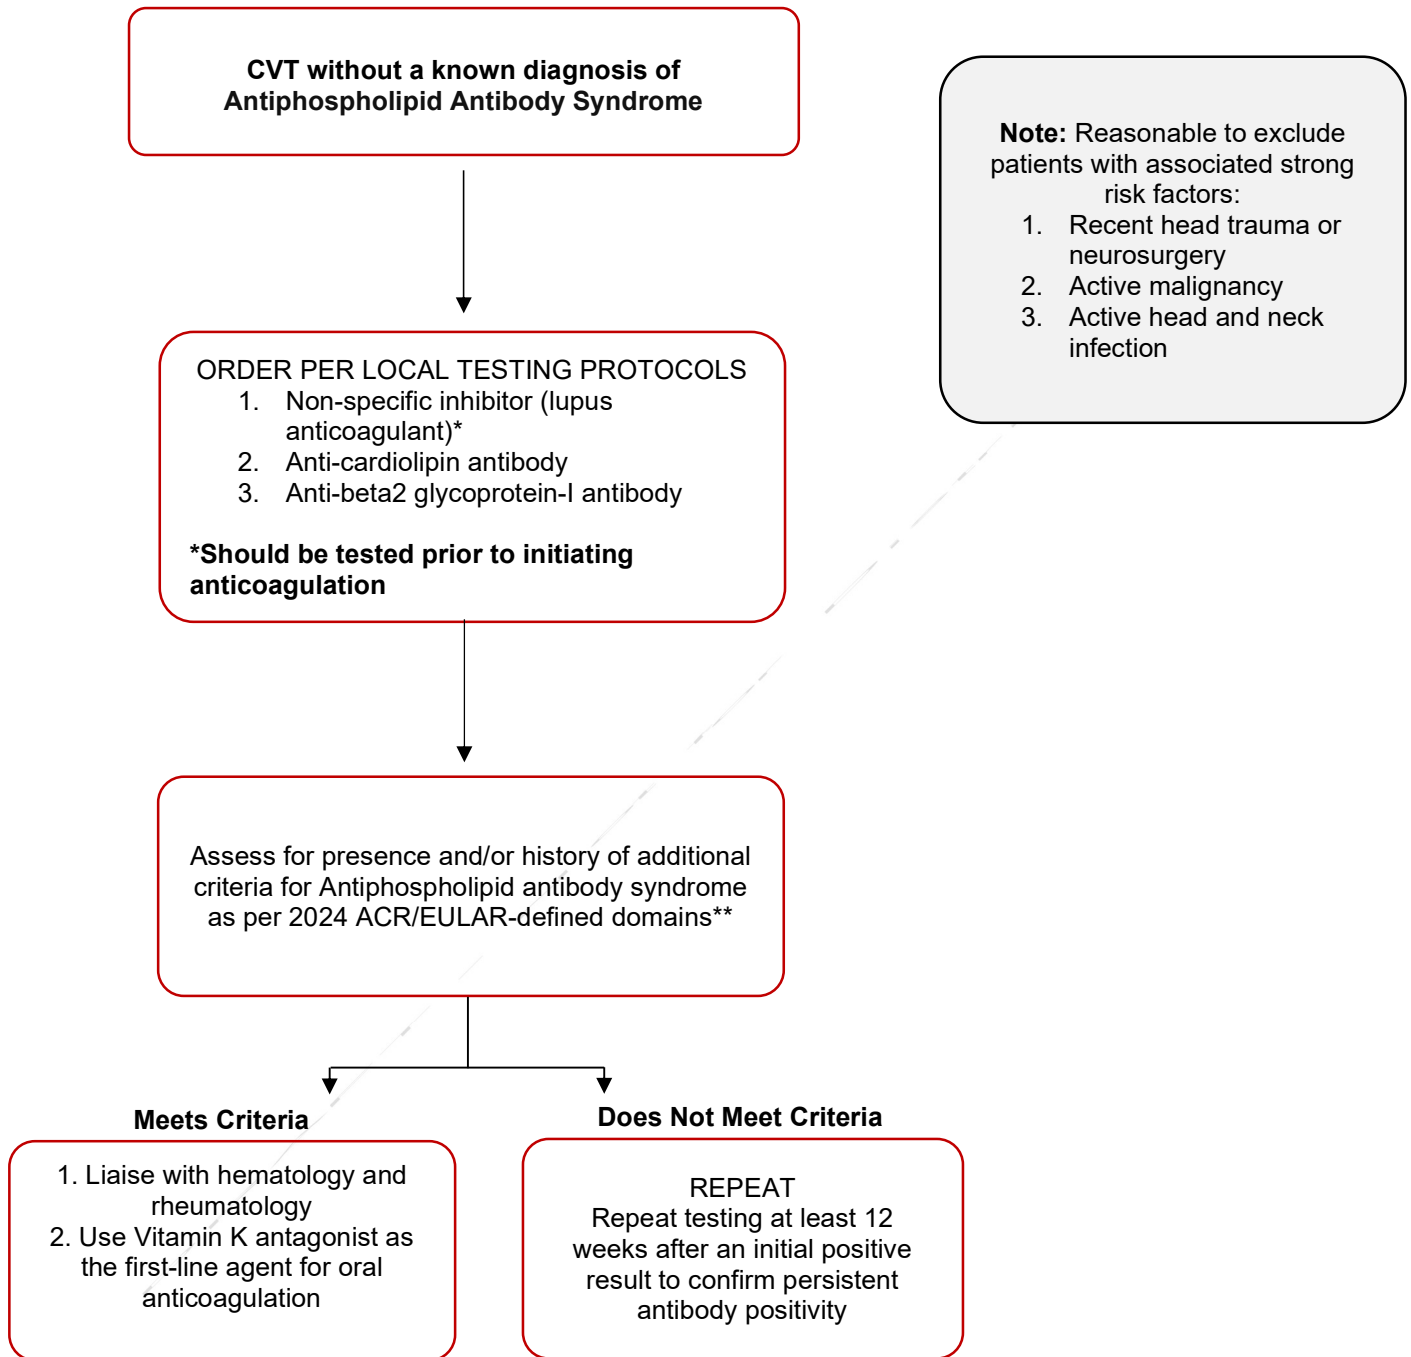 CVT without a known diagnosis of
Antiphospholipid Antibody Syndrome
Note: Reasonable to exclude
patients with associated strong
risk factors:
1. Recent head trauma or
neurosurgery
2. Active malignancy
3. Active head and neck
infection
ORDER PER LOCAL TESTING PROTOCOLS
1. Non-specific inhibitor (lupus
anticoagulant)*
2. Anti-cardiolipin antibody
3. Anti-beta2 glycoprotein-I antibody
*Should be tested prior to initiating
anticoagulation
Assess for presence and/or history of additional
criteria for Antiphospholipid antibody syndrome
as per 2024 ACR/EULAR-defined domains**
Meets Criteria
1. Liaise with hematology and
rheumatology
2. Use Vitamin K antagonist as
the first-line agent for oral
anticoagulation
Does Not Meet Criteria
REPEAT
Repeat testing at least 12
weeks after an initial positive
result to confirm persistent
antibody positivity